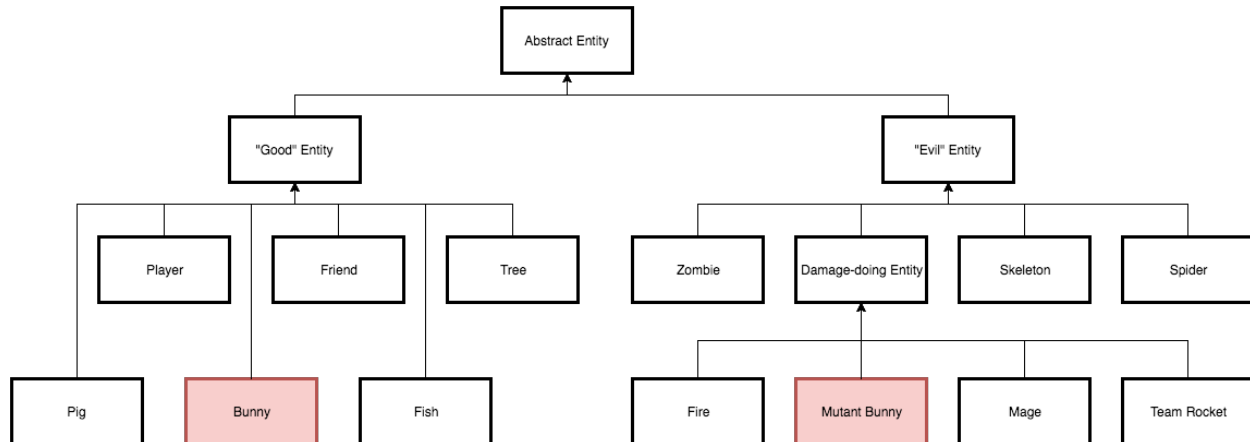 Abstract Entity
"Good" Entity
"Evil" Entity
Player
Friend
Tree
Zombie
Damage-doing Entity
Skeleton
Spider
Pig
Bunny
Fish
Fire
Mutant Bunny
Mage
Team Rocket